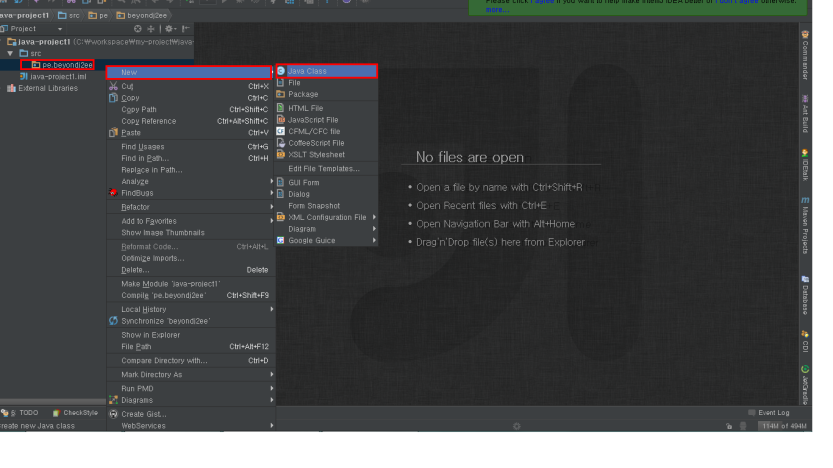 Please click I agree if you want to help make IntelliJ IDEA better or I don't agree otherwise.
more...
java-project1 src pe beyondj2ee
Project
java-project1 (C:\workspace\my-project\java-
src
pe.beyondj2ee
java-project1.iml
External Libraries
New
Cut Ctrl+X
Copy Ctrl+C
Copy Path Ctrl+Shift+C
Copy Reference Ctrl+Alt+Shift+C
Paste Ctrl+V
Find Usages Ctrl+G
Find in Path... Ctrl+H
Replace in Path...
Analyze
FindBugs
Refactor
Add to Favorites
Show Image Thumbnails
Reformat Code... Ctrl+Alt+L
Optimize Imports...
Delete... Delete
Make Module 'java-project1'
Compile 'pe.beyondj2ee' Ctrl+Shift+F9
Local History
Synchronize 'beyondj2ee'
Show in Explorer
File Path Ctrl+Alt+F12
Compare Directory with... Ctrl+D
Mark Directory As
Run PMD
Diagrams
Create Gist...
WebServices
Java Class
File
Package
HTML File
JavaScript File
CFML/CFC file
CoffeeScript File
XSLT Stylesheet
Edit File Templates...
GUI Form
Dialog
Form Snapshot
XML Configuration File
Diagram
Google Guice
No files are open
• Open a file by name with Ctrl+Shift+R
• Open Recent files with Ctrl+E
• Open Navigation Bar with Alt+Home
• Drag'n'Drop file(s) here from Explorer
Commander
Ant Build
IDEtalk
Maven Projects
Database
CDI
JetGradle
6: TODO CheckStyle
Event Log
Create new Java class
114M of 494M